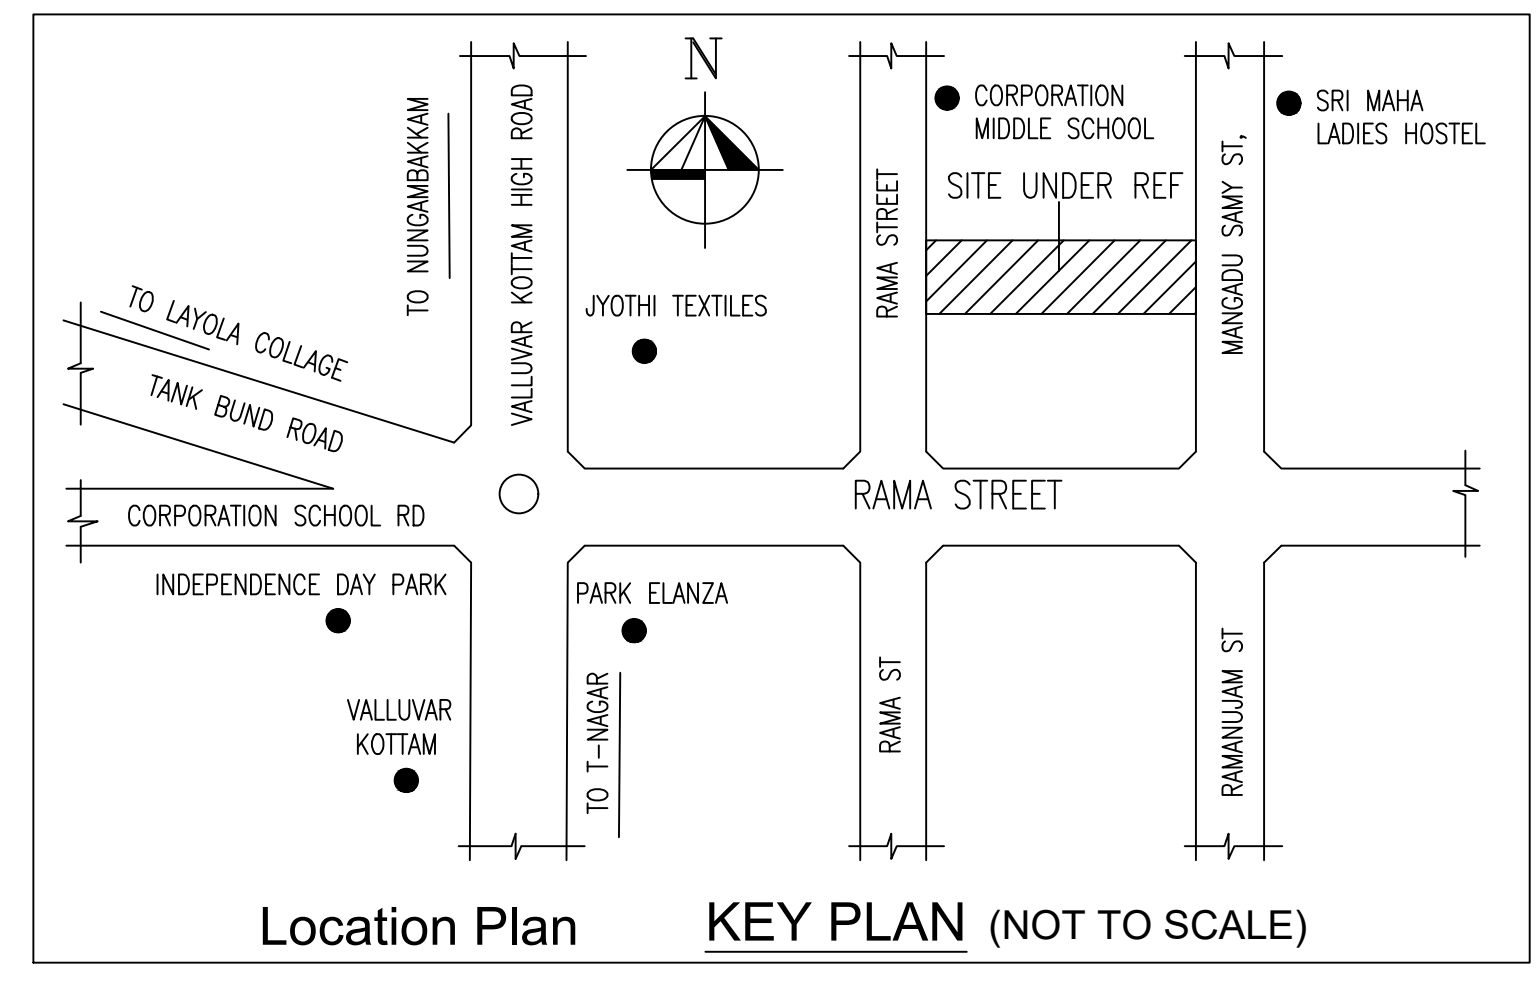 N
CORPORATION
MIDDLE SCHOOL
SRI MAHA
LADIES HOSTEL
TO NUNGAMBAKKAM
VALLUVAR KOTTAM HIGH ROAD
RAMA STREET
SITE UNDER REF
MANGADU SAMY ST,
JYOTHI TEXTILES
TO LAYOLA COLLAGE
TANK BUND ROAD
RAMA STREET
CORPORATION SCHOOL RD
INDEPENDENCE DAY PARK
PARK ELANZA
VALLUVAR
KOTTAM
TO T-NAGAR
RAMA ST
RAMANUJAM ST
Location Plan
KEY PLAN (NOT TO SCALE)